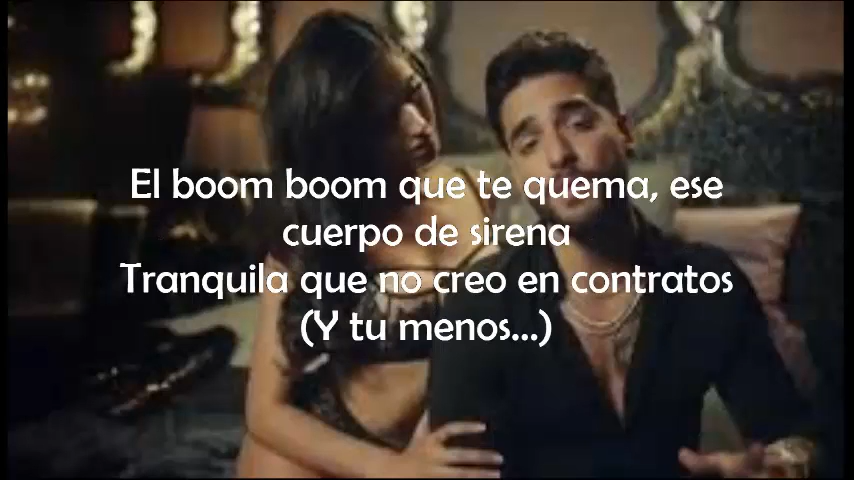 El boom boom que te quema, ese
cuerpo de sirena
Tranquila que no creo en contratos
(Y tu menos...)